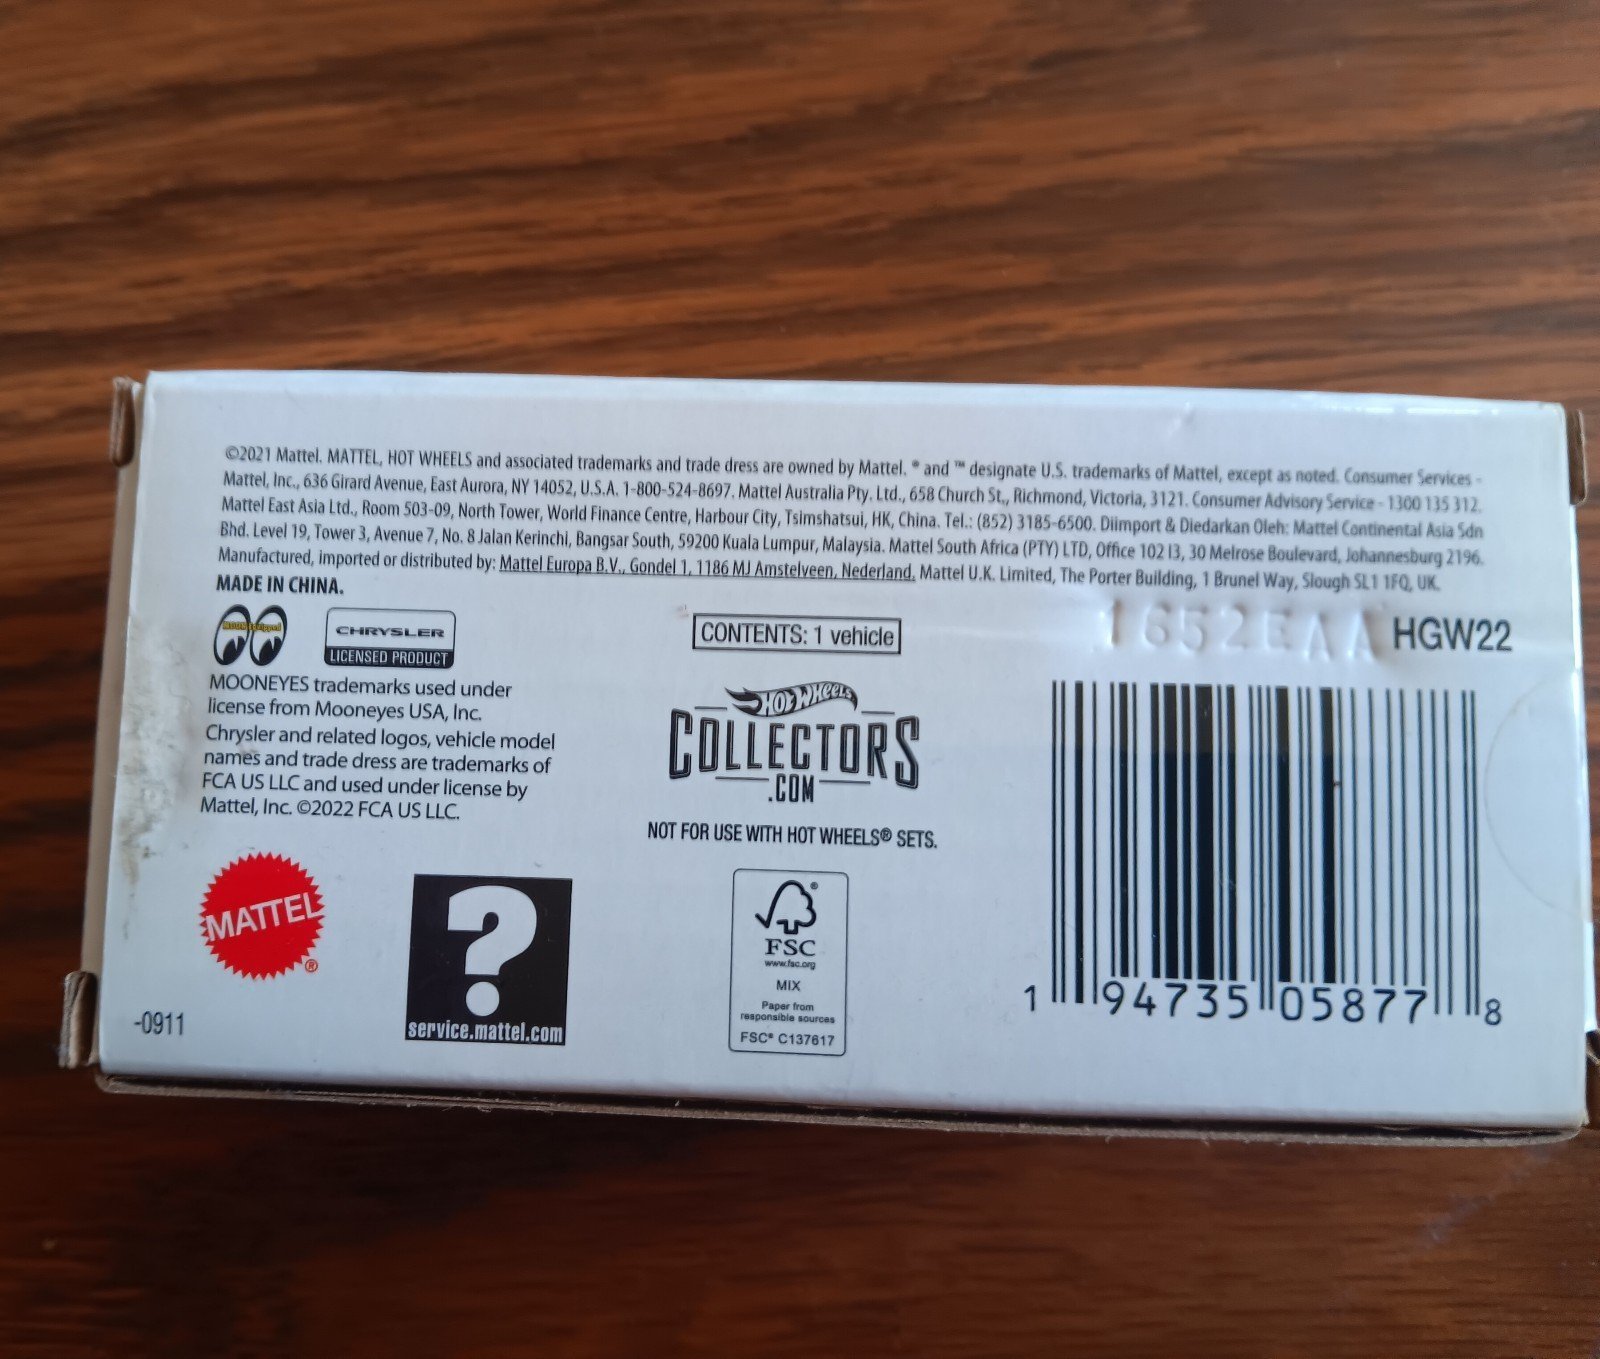 ©2021 Mattel. MATTEL, HOT WHEELS and associated trademarks and trade dress are owned by Mattel. ® and ™ designate U.S. trademarks of Mattel, except as noted. Consumer Services -
Mattel, Inc., 636 Girard Avenue, East Aurora, NY 14052, U.S.A. 1-800-524-8697. Mattel Australia Pty. Ltd., 658 Church St., Richmond, Victoria, 3121. Consumer Advisory Service - 1300 135 312.
Mattel East Asia Ltd., Room 503-09, North Tower, World Finance Centre, Harbour City, Tsimshatsui, HK, China. Tel.: (852) 3185-6500. Diimport & Diedarkan Oleh: Mattel Continental Asia Sdn
Bhd. Level 19, Tower 3, Avenue 7, No. 8 Jalan Kerinchi, Bangsar South, 59200 Kuala Lumpur, Malaysia. Mattel South Africa (PTY) LTD, Office 102 I3, 30 Melrose Boulevard, Johannesburg 2196.
Manufactured, imported or distributed by: Mattel Europa B.V., Gondel 1, 1186 MJ Amstelveen, Nederland. Mattel U.K. Limited, The Porter Building, 1 Brunel Way, Slough SL1 1FQ, UK.
MADE IN CHINA.
MOON Equipped
CHRYSLER
LICENSED PRODUCT
MOONEYES trademarks used under
license from Mooneyes USA, Inc.
Chrysler and related logos, vehicle model
names and trade dress are trademarks of
FCA US LLC and used under license by
Mattel, Inc. ©2022 FCA US LLC.
MATTEL®
-0911
?
service.mattel.com
CONTENTS: 1 vehicle
HOT WHEELS
COLLECTORS
.COM
NOT FOR USE WITH HOT WHEELS® SETS.
FSC®
www.fsc.org
MIX
Paper from
responsible sources
FSC® C137617
1652EAA HGW22
1 94735 05877 8